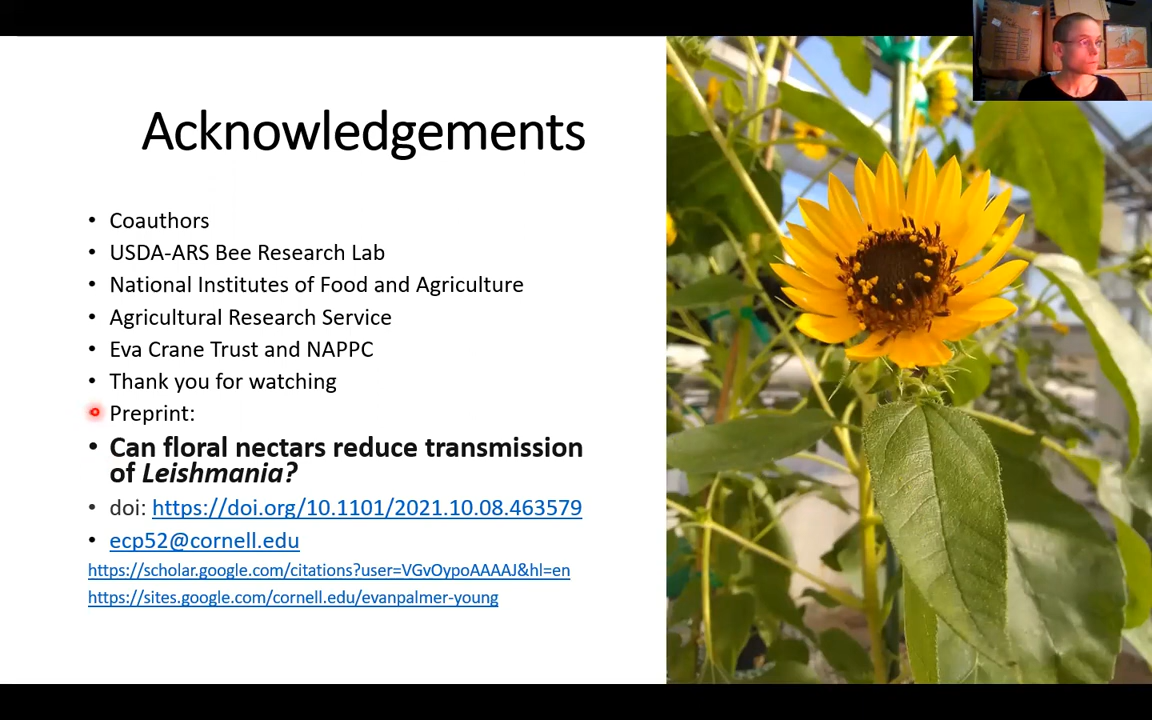 Acknowledgements
• Coauthors
• USDA-ARS Bee Research Lab
• National Institutes of Food and Agriculture
• Agricultural Research Service
• Eva Crane Trust and NAPPC
• Thank you for watching
• Preprint:
• Can floral nectars reduce transmission
of Leishmania?
• doi: https://doi.org/10.1101/2021.10.08.463579
• ecp52@cornell.edu
https://scholar.google.com/citations?user=VGvOypoAAAAJ&hl=en
https://sites.google.com/cornell.edu/evanpalmer-young